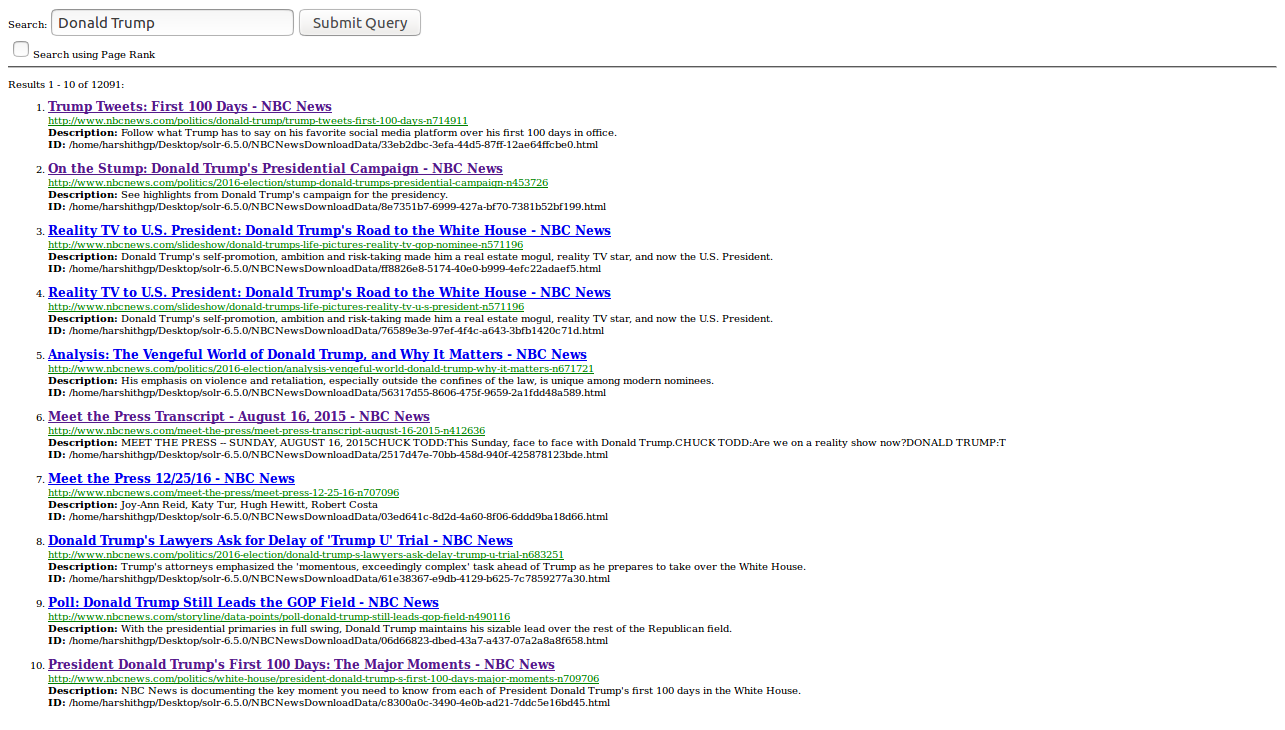 Search: Donald Trump Submit Query
Search using Page Rank
Results 1 - 10 of 12091:
1. Trump Tweets: First 100 Days - NBC News
http://www.nbcnews.com/politics/donald-trump/trump-tweets-first-100-days-n714911
Description: Follow what Trump has to say on his favorite social media platform over his first 100 days in office.
ID: /home/harshithgp/Desktop/solr-6.5.0/NBCNewsDownloadData/33eb2dbc-3efa-44d5-87ff-12ae64ffcbe0.html
2. On the Stump: Donald Trump's Presidential Campaign - NBC News
http://www.nbcnews.com/politics/2016-election/stump-donald-trumps-presidential-campaign-n453726
Description: See highlights from Donald Trump's campaign for the presidency.
ID: /home/harshithgp/Desktop/solr-6.5.0/NBCNewsDownloadData/8e7351b7-6999-427a-bf70-7381b52bf199.html
3. Reality TV to U.S. President: Donald Trump's Road to the White House - NBC News
http://www.nbcnews.com/slideshow/donald-trumps-life-pictures-reality-tv-gop-nominee-n571196
Description: Donald Trump's self-promotion, ambition and risk-taking made him a real estate mogul, reality TV star, and now the U.S. President.
ID: /home/harshithgp/Desktop/solr-6.5.0/NBCNewsDownloadData/ff8826e8-5174-40e0-b999-4efc22adaef5.html
4. Reality TV to U.S. President: Donald Trump's Road to the White House - NBC News
http://www.nbcnews.com/slideshow/donald-trumps-life-pictures-reality-tv-u-s-president-n571196
Description: Donald Trump's self-promotion, ambition and risk-taking made him a real estate mogul, reality TV star, and now the U.S. President.
ID: /home/harshithgp/Desktop/solr-6.5.0/NBCNewsDownloadData/76589e3e-97ef-4f4c-a643-3bfb1420c71d.html
5. Analysis: The Vengeful World of Donald Trump, and Why It Matters - NBC News
http://www.nbcnews.com/politics/2016-election/analysis-vengeful-world-donald-trump-why-it-matters-n671721
Description: His emphasis on violence and retaliation, especially outside the confines of the law, is unique among modern nominees.
ID: /home/harshithgp/Desktop/solr-6.5.0/NBCNewsDownloadData/56317d55-8606-475f-9659-2a1fdd48a589.html
6. Meet the Press Transcript - August 16, 2015 - NBC News
http://www.nbcnews.com/meet-the-press/meet-press-transcript-august-16-2015-n412636
Description: MEET THE PRESS -- SUNDAY, AUGUST 16, 2015CHUCK TODD:This Sunday, face to face with Donald Trump.CHUCK TODD:Are we on a reality show now?DONALD TRUMP:T
ID: /home/harshithgp/Desktop/solr-6.5.0/NBCNewsDownloadData/2517d47e-70bb-458d-940f-425878123bde.html
7. Meet the Press 12/25/16 - NBC News
http://www.nbcnews.com/meet-the-press/meet-press-12-25-16-n707096
Description: Joy-Ann Reid, Katy Tur, Hugh Hewitt, Robert Costa
ID: /home/harshithgp/Desktop/solr-6.5.0/NBCNewsDownloadData/03ed641c-8d2d-4a60-8f06-6ddd9ba18d66.html
8. Donald Trump's Lawyers Ask for Delay of 'Trump U' Trial - NBC News
http://www.nbcnews.com/politics/2016-election/donald-trump-s-lawyers-ask-delay-trump-u-trial-n683251
Description: Trump's attorneys emphasized the 'momentous, exceedingly complex' task ahead of Trump as he prepares to take over the White House.
ID: /home/harshithgp/Desktop/solr-6.5.0/NBCNewsDownloadData/61e38367-e9db-4129-b625-7c7859277a30.html
9. Poll: Donald Trump Still Leads the GOP Field - NBC News
http://www.nbcnews.com/storyline/data-points/poll-donald-trump-still-leads-gop-field-n490116
Description: With the presidential primaries in full swing, Donald Trump maintains his sizable lead over the rest of the Republican field.
ID: /home/harshithgp/Desktop/solr-6.5.0/NBCNewsDownloadData/06d66823-dbed-43a7-a437-07a2a8a8f658.html
10. President Donald Trump's First 100 Days: The Major Moments - NBC News
http://www.nbcnews.com/politics/white-house/president-donald-trump-s-first-100-days-major-moments-n709706
Description: NBC News is documenting the key moment you need to know from each of President Donald Trump's first 100 days in the White House.
ID: /home/harshithgp/Desktop/solr-6.5.0/NBCNewsDownloadData/c8300a0c-3490-4e0b-ad21-7ddc5e16bd45.html